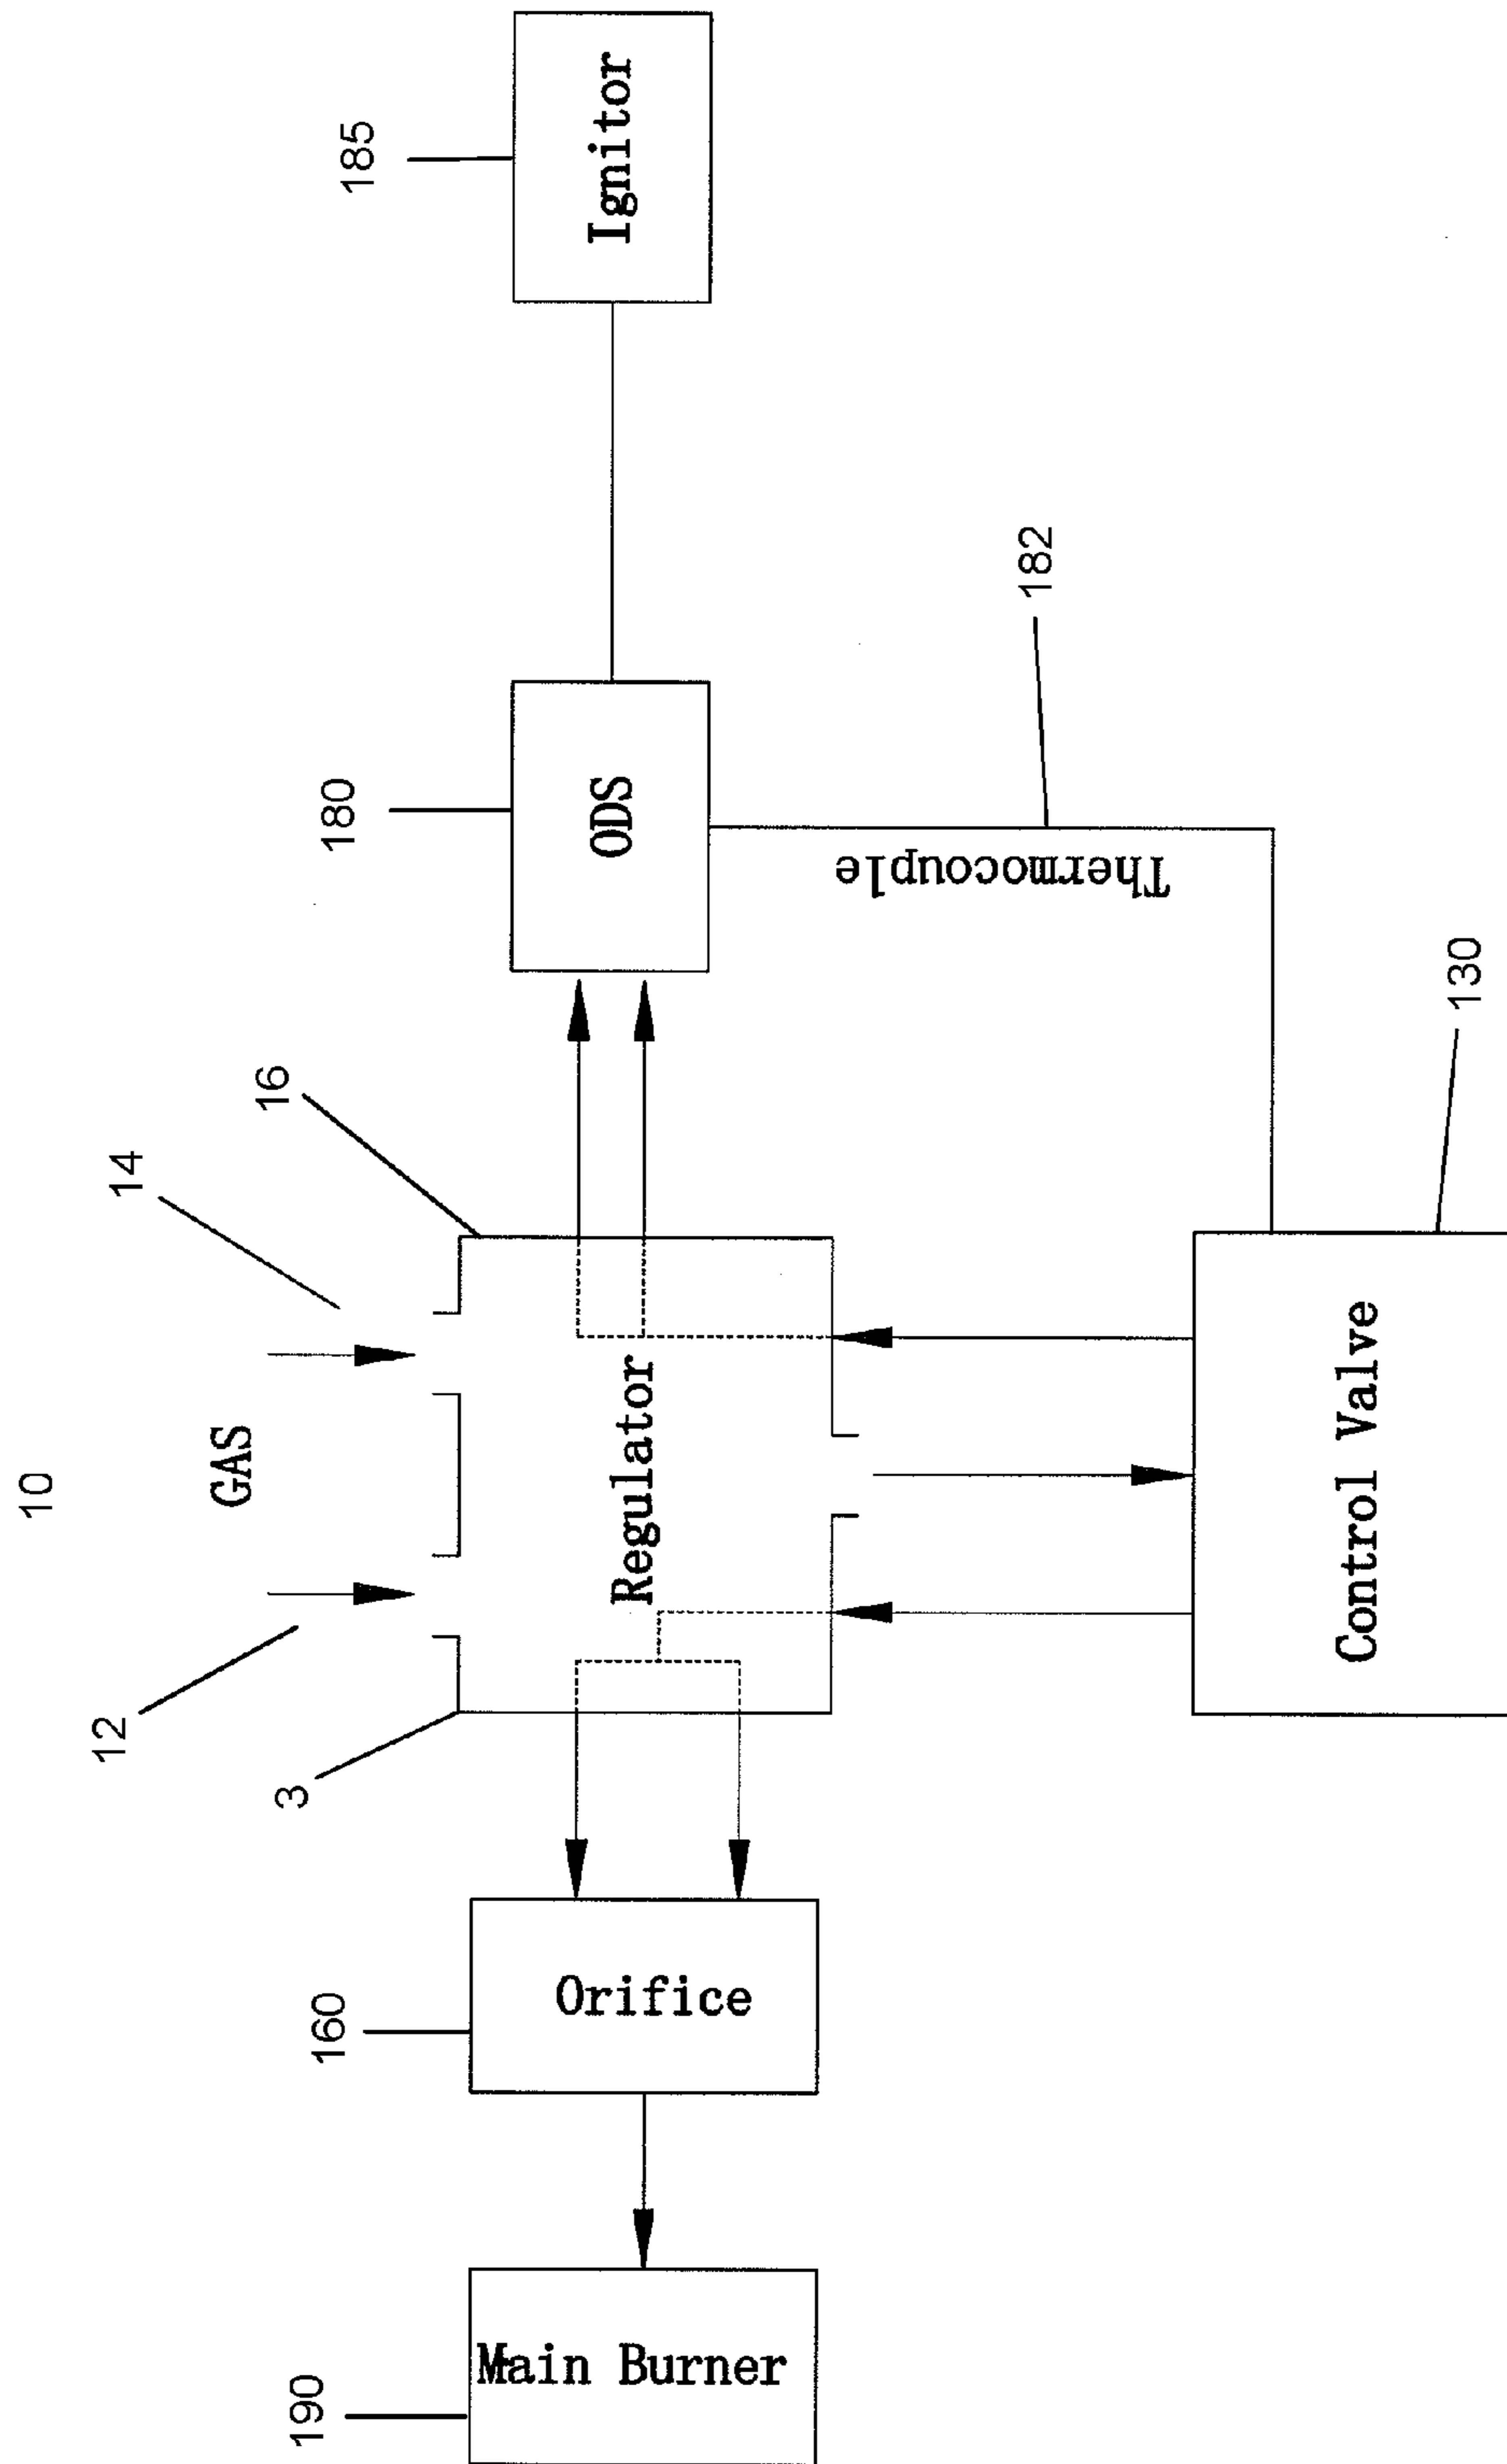 10
GAS
12
14
3
16
Regulator
190
Main Burner
160
Orifice
180
ODS
185
Ignitor
Thermocouple
182
Control Valve
130